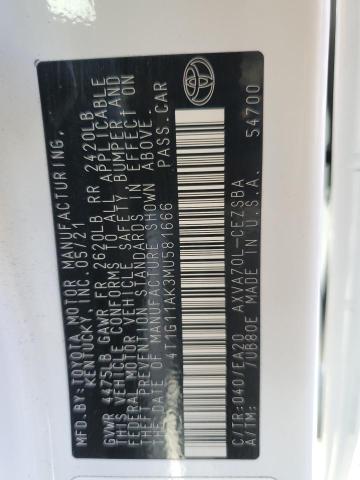 MFD.BY:TOYOTA MOTOR MANUFACTURING,
KENTUCKY,INC.05/21
GVWR 4475LB GAWR FR 2620LB RR 2420LB
THIS VEHICLE CONFORMS TO ALL APPLICABLE
FEDERAL MOTOR VEHICLE SAFETY, BUMPER,AND
THEFT PREVENTION STANDARDS IN EFFECT ON
THE DATE OF MANUFACTURE SHOWN ABOVE.
4T1G11AK3MU581666 PASS.CAR
C/TR:040/EA20 AXVA70L-CEZSBA
A/TM: /UB80E MADE IN U.S.A. 54700